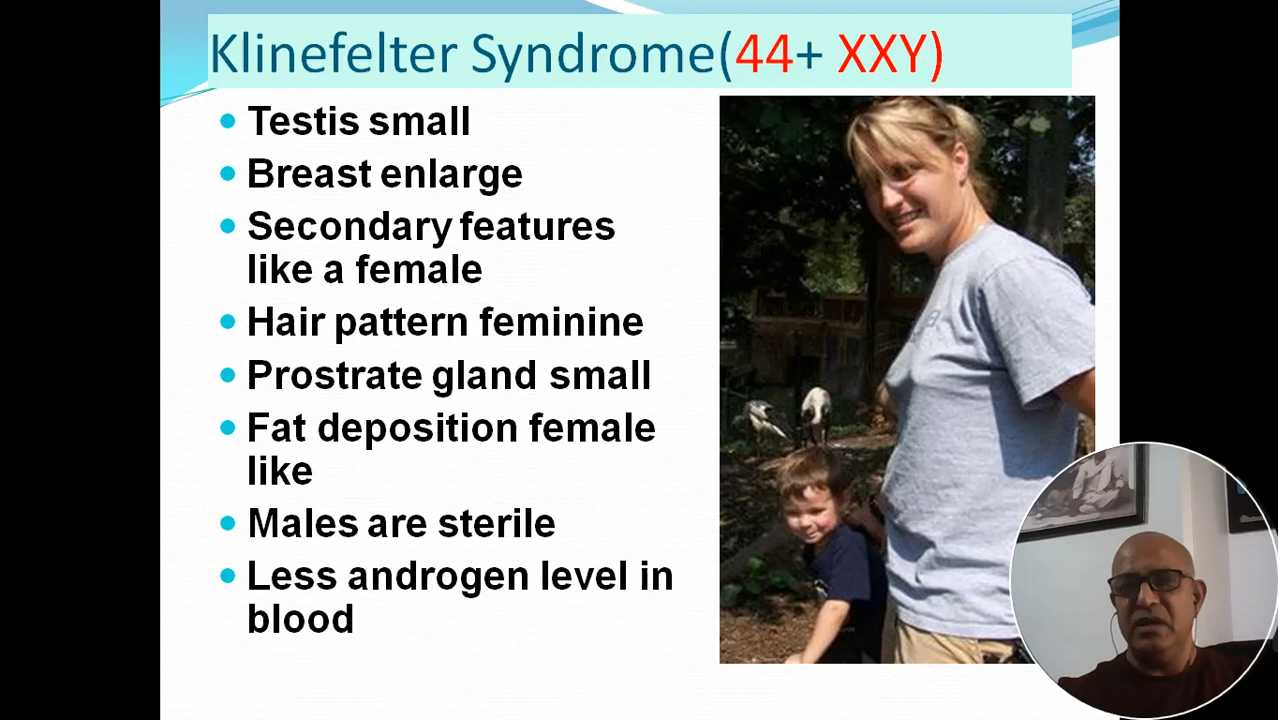 Klinefelter Syndrome(44+ XXY)
Testis small
Breast enlarge
Secondary features
like a female
Hair pattern feminine
Prostrate gland small
Fat deposition female
like
Males are sterile
Less androgen level in
blood